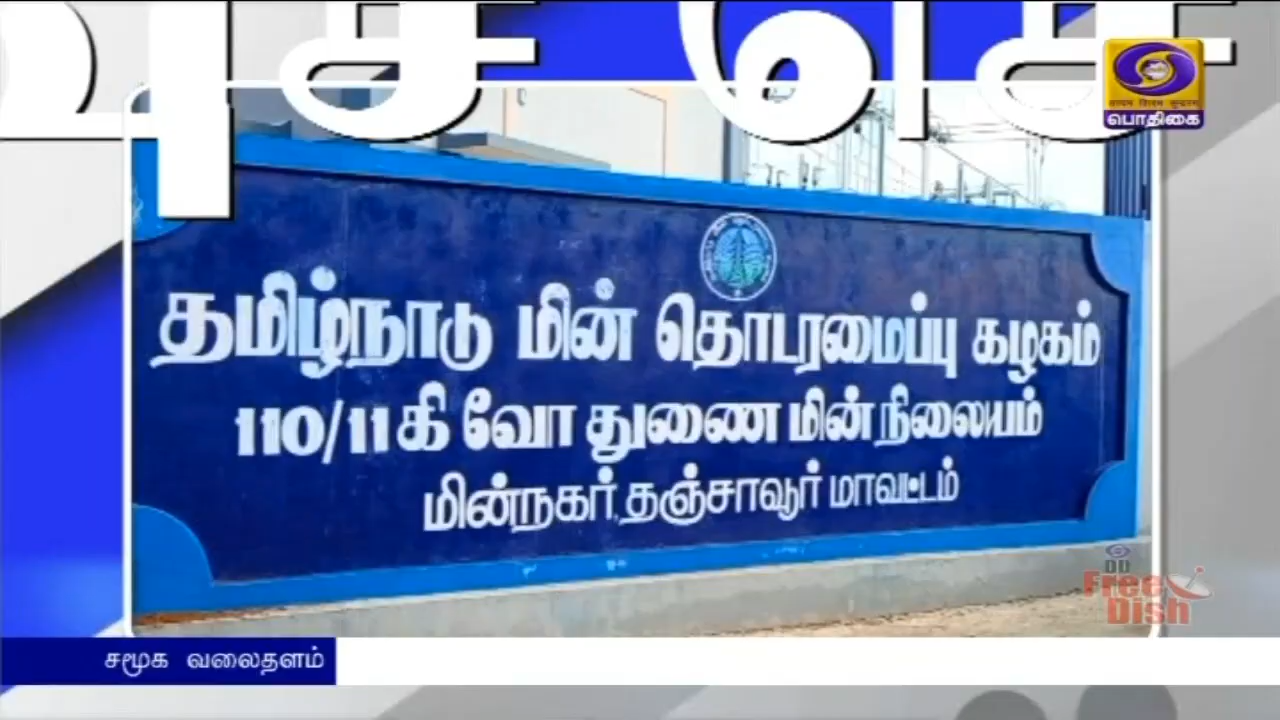 பொதிகை
தமிழ்நாடு மின் தொடரமைப்பு கழகம்
110/11 கி வோ துணை மின் நிலையம்
மின்நகர், தஞ்சாவூர் மாவட்டம்
DD
Free
Dish
சமூக வலைதளம்